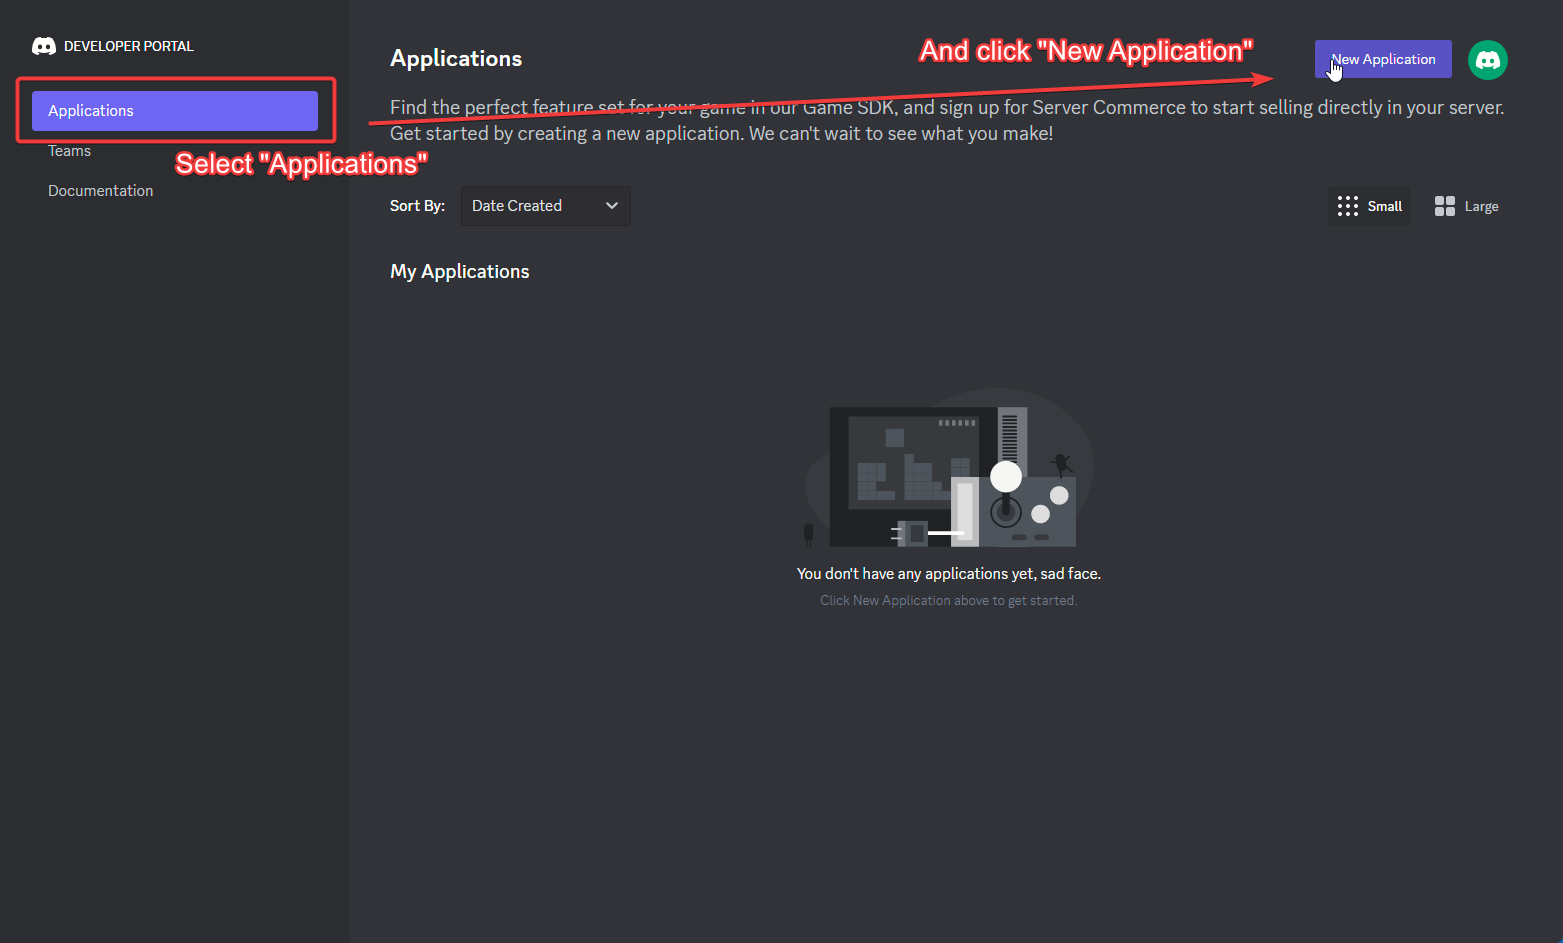 DEVELOPER PORTAL
Applications
Teams
Documentation
Select "Applications"
Applications
And click "New Application"
New Application
Find the perfect feature set for your game in our Game SDK, and sign up for Server Commerce to start selling directly in your server.
Get started by creating a new application. We can't wait to see what you make!
Sort By:
Date Created
Small
Large
My Applications
You don't have any applications yet, sad face.
Click New Application above to get started.